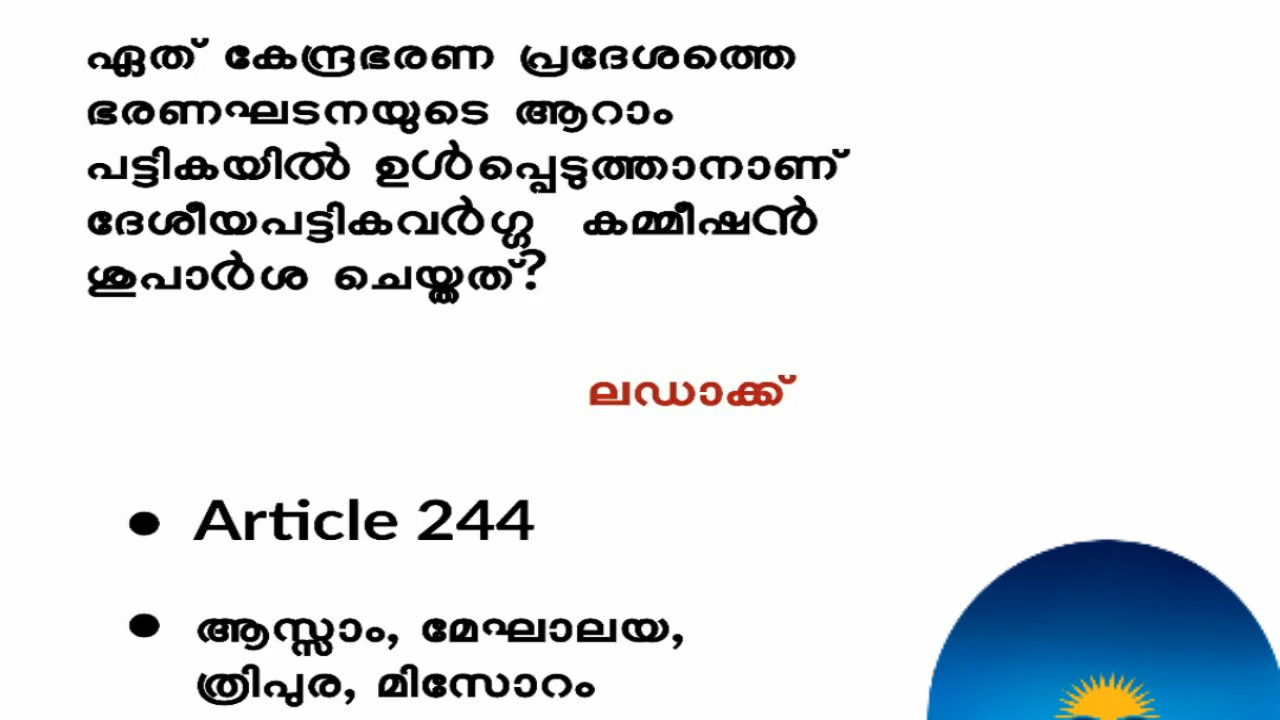 ഏത് കേന്ദ്രഭരണ പ്രദേശത്തെ
ഭരണഘടനയുടെ ആറാം
പട്ടികയിൽ ഉൾപ്പെടുത്താനാണ്
ദേശീയപട്ടികവർഗ്ഗ കമ്മീഷൻ
ശുപാർശ ചെയ്തത്?
ലഡാക്ക്
• Article 244
• ആസ്സാം, മേഘാലയ,
ത്രിപുര, മിസോറം